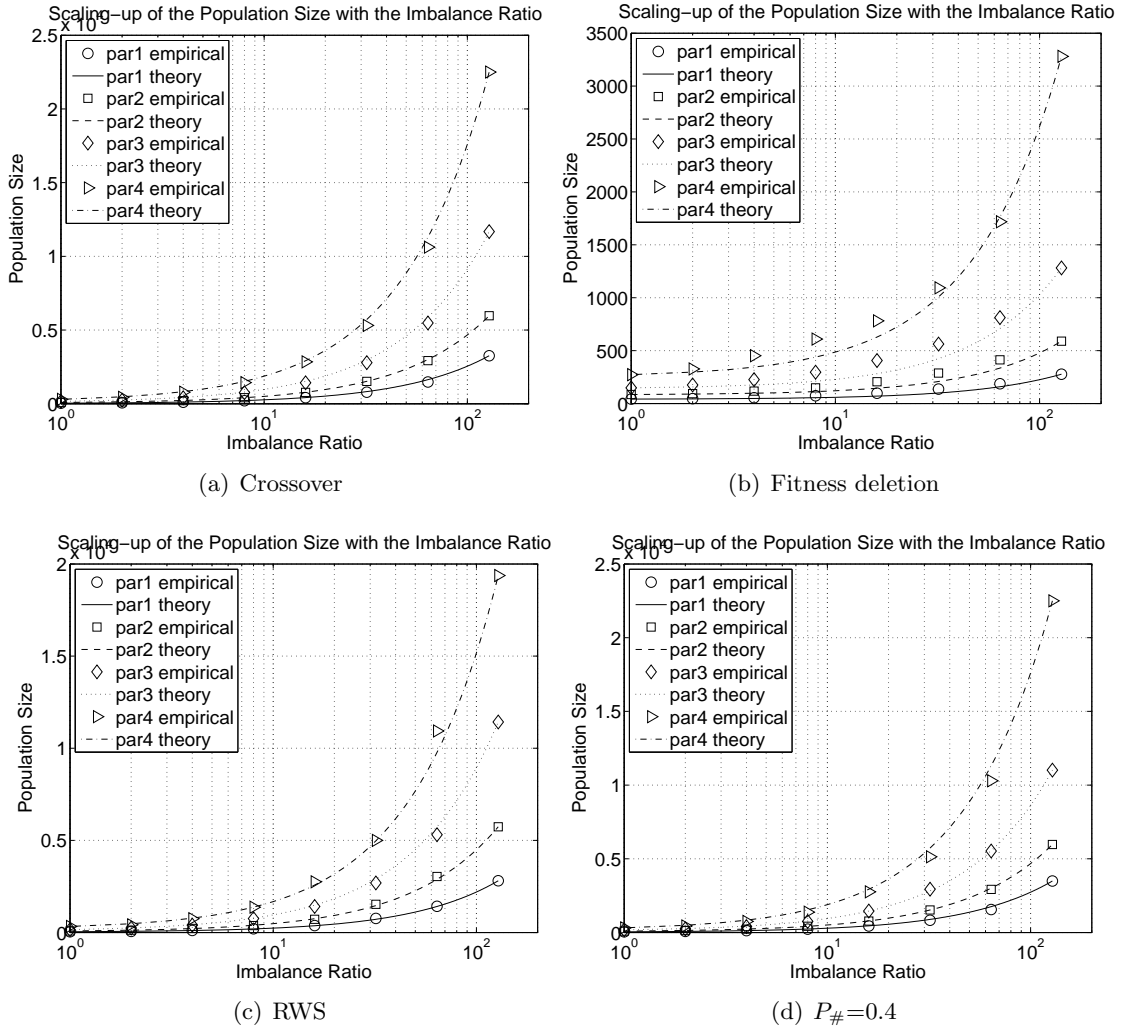 Scaling-up of the Population Size with the Imbalance Ratio
x 10^4
2.5
2
1.5
1
0.5
0
Population Size
par1 empirical
par1 theory
par2 empirical
par2 theory
par3 empirical
par3 theory
par4 empirical
par4 theory
10^0
10^1
10^2
Imbalance Ratio
(a) Crossover
Scaling-up of the Population Size with the Imbalance Ratio
3500
3000
2500
2000
1500
1000
500
0
Population Size
par1 empirical
par1 theory
par2 empirical
par2 theory
par3 empirical
par3 theory
par4 empirical
par4 theory
10^0
10^1
10^2
Imbalance Ratio
(b) Fitness deletion
Scaling-up of the Population Size with the Imbalance Ratio
x 10^4
2
1.5
1
0.5
0
Population Size
par1 empirical
par1 theory
par2 empirical
par2 theory
par3 empirical
par3 theory
par4 empirical
par4 theory
10^0
10^1
10^2
Imbalance Ratio
(c) RWS
Scaling-up of the Population Size with the Imbalance Ratio
x 10^4
2.5
2
1.5
1
0.5
0
Population Size
par1 empirical
par1 theory
par2 empirical
par2 theory
par3 empirical
par3 theory
par4 empirical
par4 theory
10^0
10^1
10^2
Imbalance Ratio
(d) P_#=0.4